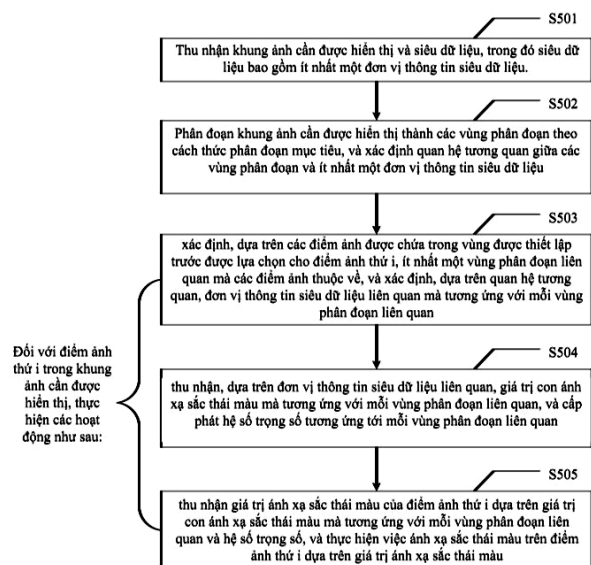 S501
Thu nhận khung ảnh cần được hiển thị và siêu dữ liệu, trong đó siêu dữ
liệu bao gồm ít nhất một đơn vị thông tin siêu dữ liệu.
S502
Phân đoạn khung ảnh cần được hiển thị thành các vùng phân đoạn theo
cách thức phân đoạn mục tiêu, và xác định quan hệ tương quan giữa các
vùng phân đoạn và ít nhất một đơn vị thông tin siêu dữ liệu
S503
xác định, dựa trên các điểm ảnh được chứa trong vùng được thiết lập
trước được lựa chọn cho điểm ảnh thứ i, ít nhất một vùng phân đoạn liên
quan mà các điểm ảnh thuộc về, và xác định, dựa trên quan hệ tương
quan, đơn vị thông tin siêu dữ liệu liên quan mà tương ứng với mỗi vùng
phân đoạn liên quan
Đối với điểm ảnh
thứ i trong khung
ảnh cần được
hiển thị, thực
hiện các hoạt
động như sau:
S504
thu nhận, dựa trên đơn vị thông tin siêu dữ liệu liên quan, giá trị con ánh
xạ sắc thái màu mà tương ứng với mỗi vùng phân đoạn liên quan, và cấp
phát hệ số trọng số tương ứng tới mỗi vùng phân đoạn liên quan
S505
thu nhận giá trị ánh xạ sắc thái màu của điểm ảnh thứ i dựa trên giá trị
con ánh xạ sắc thái màu mà tương ứng với mỗi vùng phân đoạn liên
quan và hệ số trọng số, và thực hiện việc ánh xạ sắc thái màu trên điểm
ảnh thứ i dựa trên giá trị ánh xạ sắc thái màu